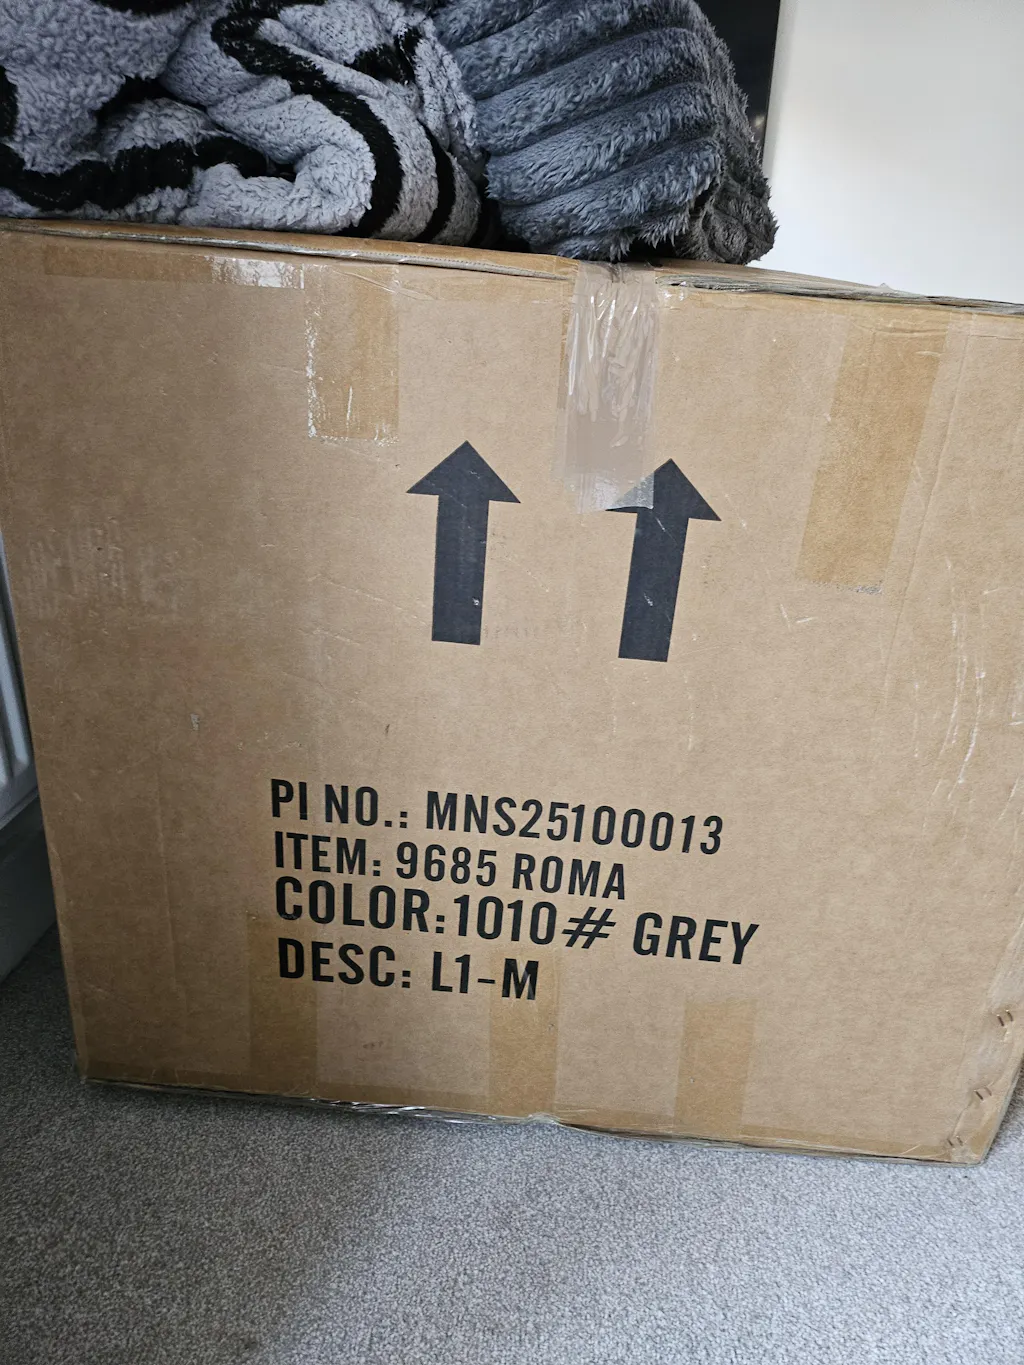 PI NO.: MNS25100013
ITEM: 9685 ROMA
COLOR:1010# GREY
DESC: L1-M